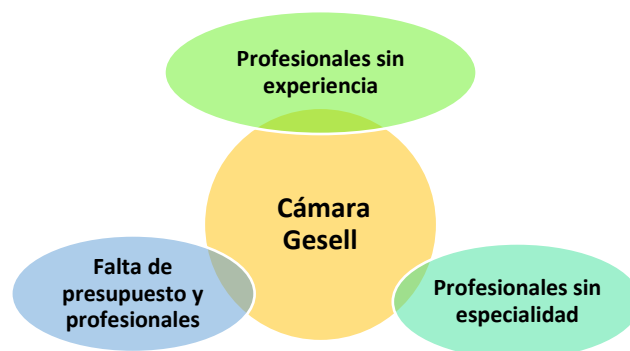 Profesionales sin
experiencia
Cámara
Gesell
Falta de
presupuesto y
profesionales
Profesionales sin
especialidad